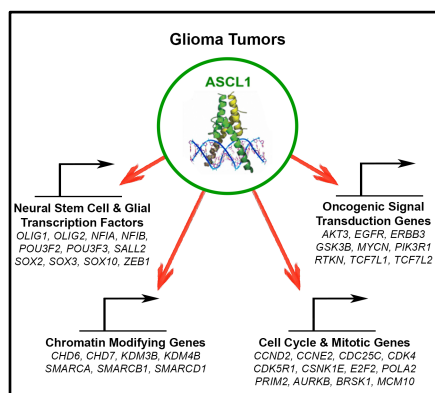 Glioma Tumors
ASCL1
Neural Stem Cell & Glial
Transcription Factors
OLIG1, OLIG2, NFIA, NFIB,
POU3F2, POU3F3, SALL2
SOX2, SOX3, SOX10, ZEB1
Oncogenic Signal
Transduction Genes
AKT3, EGFR, ERBB3
GSK3B, MYCN, PIK3R1
RTKN, TCF7L1, TCF7L2
Chromatin Modifying Genes
CHD6, CHD7, KDM3B, KDM4B
SMARCA, SMARCB1, SMARCD1
Cell Cycle & Mitotic Genes
CCND2, CCNE2, CDC25C, CDK4
CDK5R1, CSNK1E, E2F2, POLA2
PRIM2, AURKB, BRSK1, MCM10